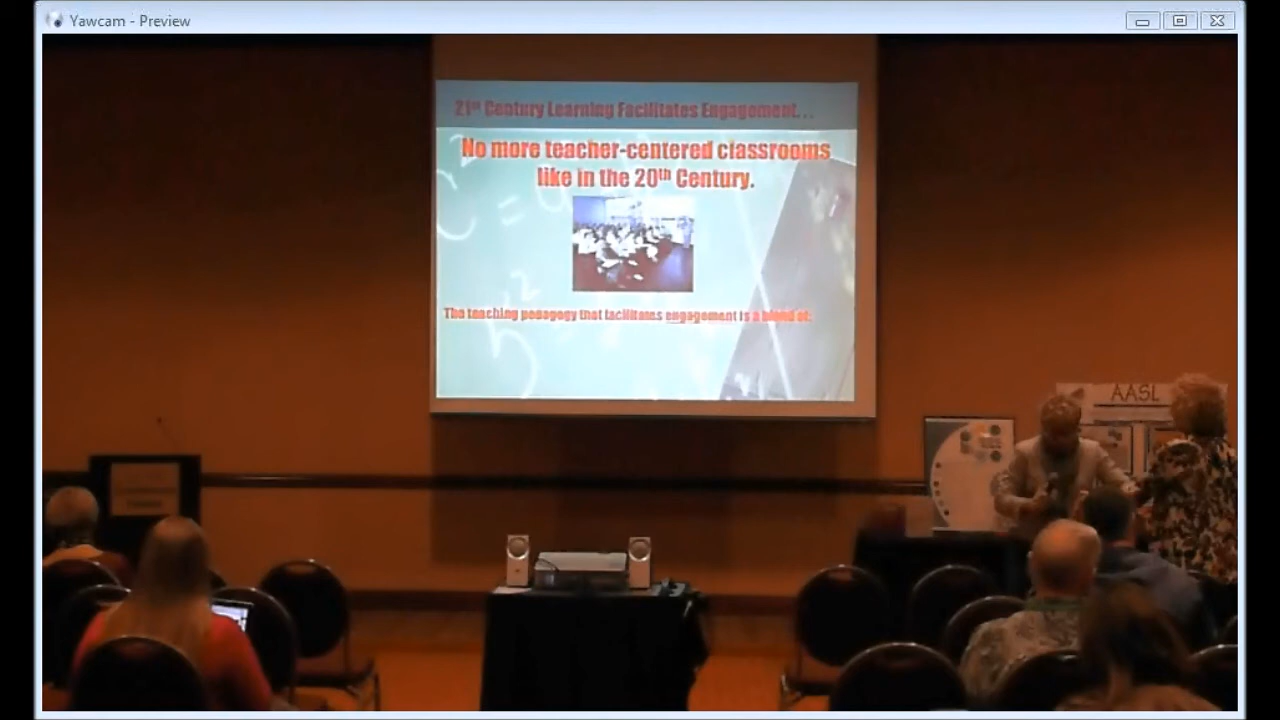 Yawcam - Preview
21st Century Learning Facilitates Engagement...
No more teacher-centered classrooms
like in the 20th Century.
The teaching pedagogy that facilitates engagement is a blend of:
AASL